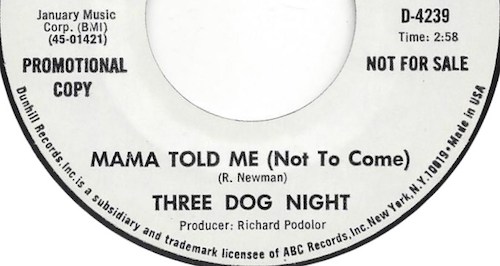 January Music
Corp. (BMI)
(45-01421)
PROMOTIONAL
COPY
D-4239
Time: 2:58
NOT FOR SALE
MAMA TOLD ME (Not To Come)
(R. Newman)
THREE DOG NIGHT
Producer: Richard Podolor
Dunhill Records, Inc. is a subsidiary and trademark licensee of ABC Records, Inc. New York, N.Y. 10019 • Made in USA